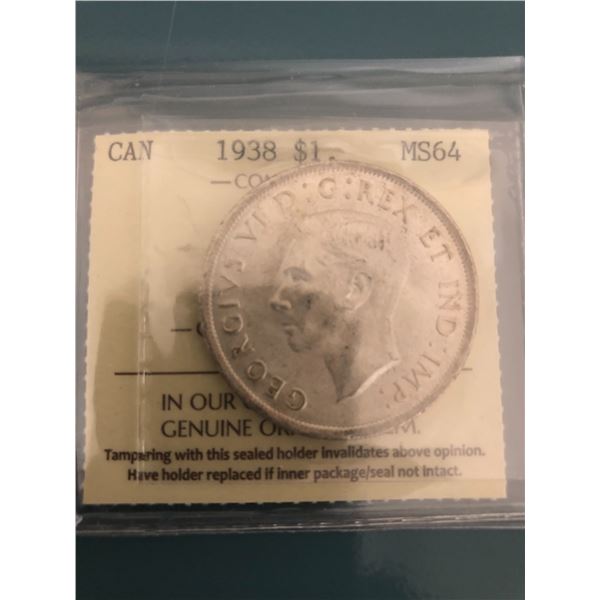 CAN 1938 $1. MS64
GEORGIVS VI D:G:REX ET IND:IMP:
IN OUR
GENUINE
Tampering with this sealed holder invalidates above opinion.
Have holder replaced if inner package/seal not intact.